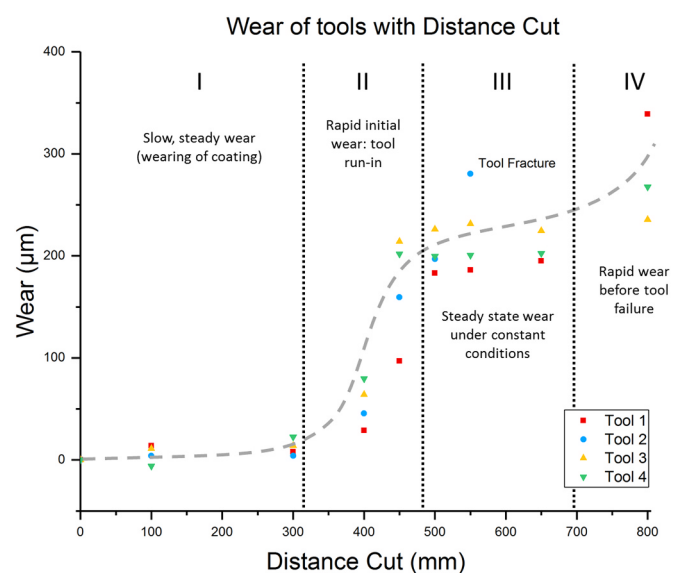 Wear of tools with Distance Cut
400
300
200
100
0
Wear (µm)
I
II
III
IV
Slow, steady wear
(wearing of coating)
Rapid initial
wear: tool
run-in
Tool Fracture
Steady state wear
under constant
conditions
Rapid wear
before tool
failure
Tool 1
Tool 2
Tool 3
Tool 4
0
100
200
300
400
500
600
700
800
Distance Cut (mm)